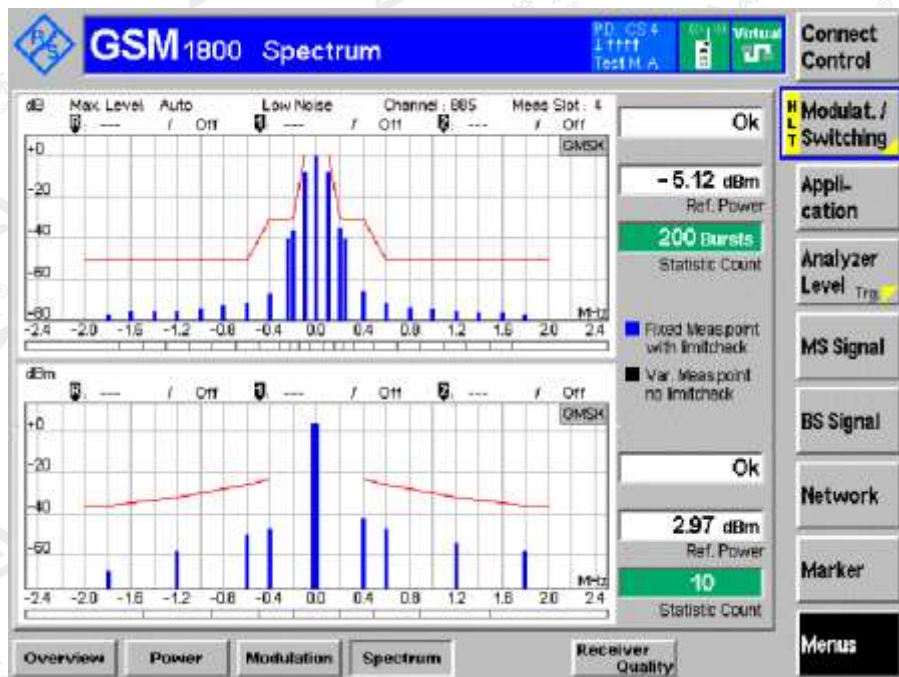 R&S
GSM 1800 Spectrum
PD: CS4
Test M. A
Virtual
Connect Control
dB Max. Level: Auto Low Noise Channel: 885 Meas Slot: 4
--- / Off --- / Off --- / Off
GMSK
+0
-20
-40
-60
-80
MHz
-2.4 -2.0 -1.6 -1.2 -0.8 -0.4 0.0 0.4 0.8 1.2 1.6 2.0 2.4
Ok
-5.12 dBm
Ref. Power
200 Bursts
Statistic Count
Fixed Meas.point
with limitcheck
Var. Meas.point
no limitcheck
dBm
--- / Off --- / Off --- / Off
GMSK
+0
-20
-40
-60
MHz
-2.4 -2.0 -1.6 -1.2 -0.8 -0.4 0.0 0.4 0.8 1.2 1.6 2.0 2.4
Ok
2.97 dBm
Ref. Power
10
Statistic Count
HLT
Modulat./
Switching
Appli-
cation
Analyzer
Level Trg.
MS Signal
BS Signal
Network
Marker
Menus
Overview
Power
Modulation
Spectrum
Receiver
Quality